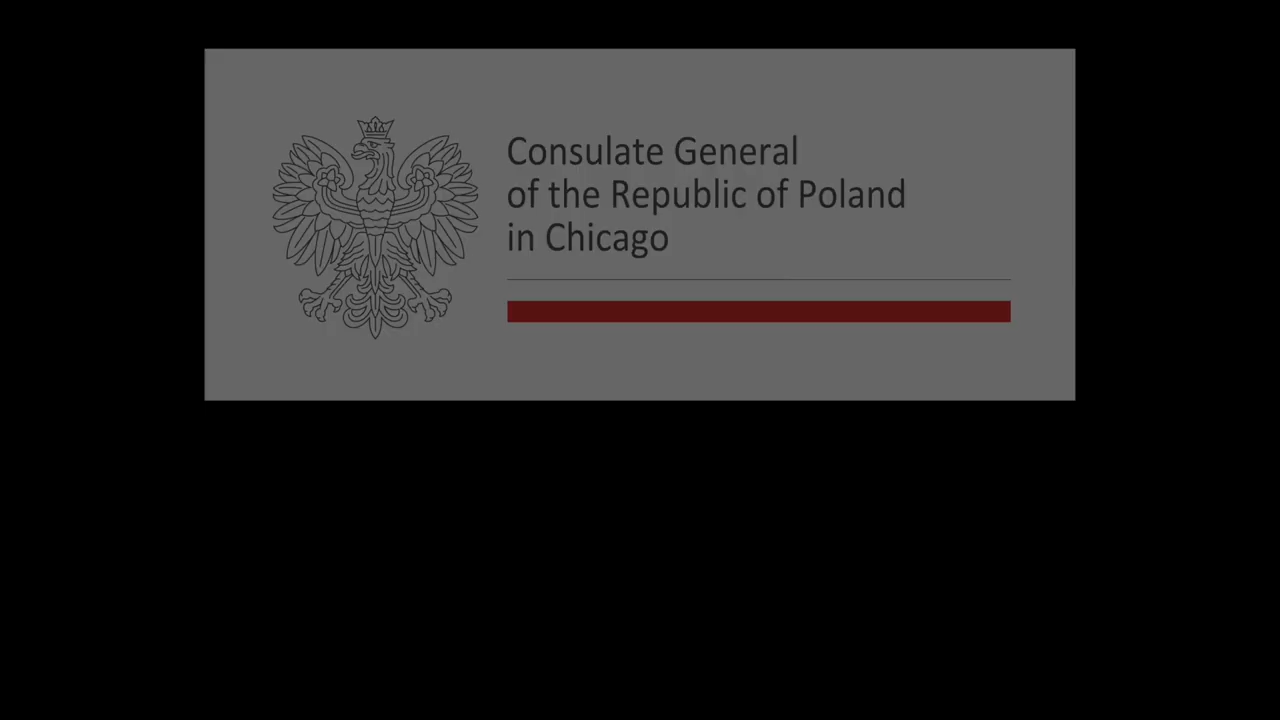 Consulate General
of the Republic of Poland
in Chicago